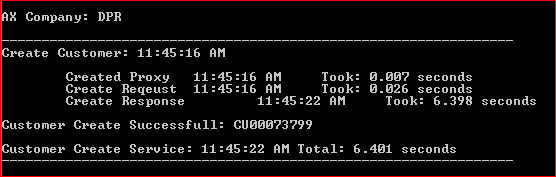 AX Company: DPR
----------------------------------------------------------------
Create Customer: 11:45:16 AM
Created Proxy 11:45:16 AM Took: 0.007 seconds
Create Reqeust 11:45:16 AM Took: 0.026 seconds
Create Response 11:45:22 AM Took: 6.398 seconds
Customer Create Successfull: CU00073799
Customer Create Service: 11:45:22 AM Total: 6.401 seconds
----------------------------------------------------------------